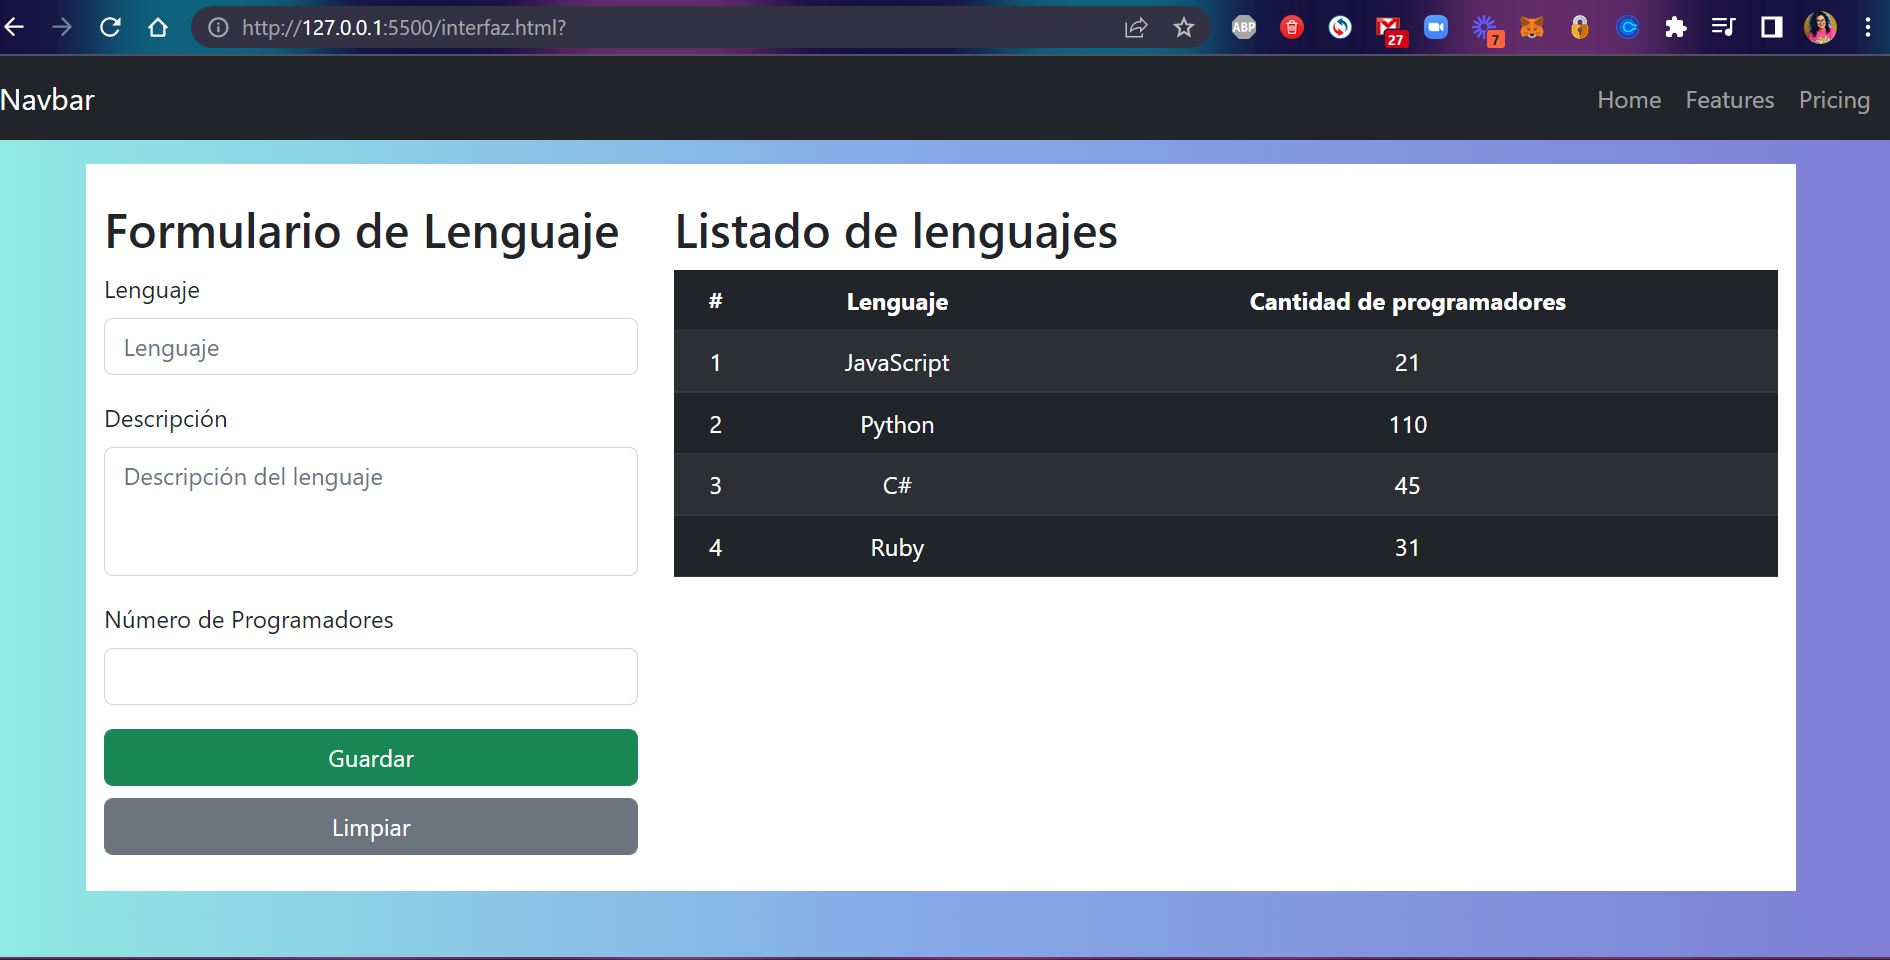 http://127.0.0.1:5500/interfaz.html?
ABP
27
7
Navbar
Home Features Pricing
Formulario de Lenguaje
Lenguaje
Lenguaje
Descripción
Descripción del lenguaje
Número de Programadores
Guardar
Limpiar
Listado de lenguajes
# Lenguaje Cantidad de programadores
1 JavaScript 21
2 Python 110
3 C# 45
4 Ruby 31